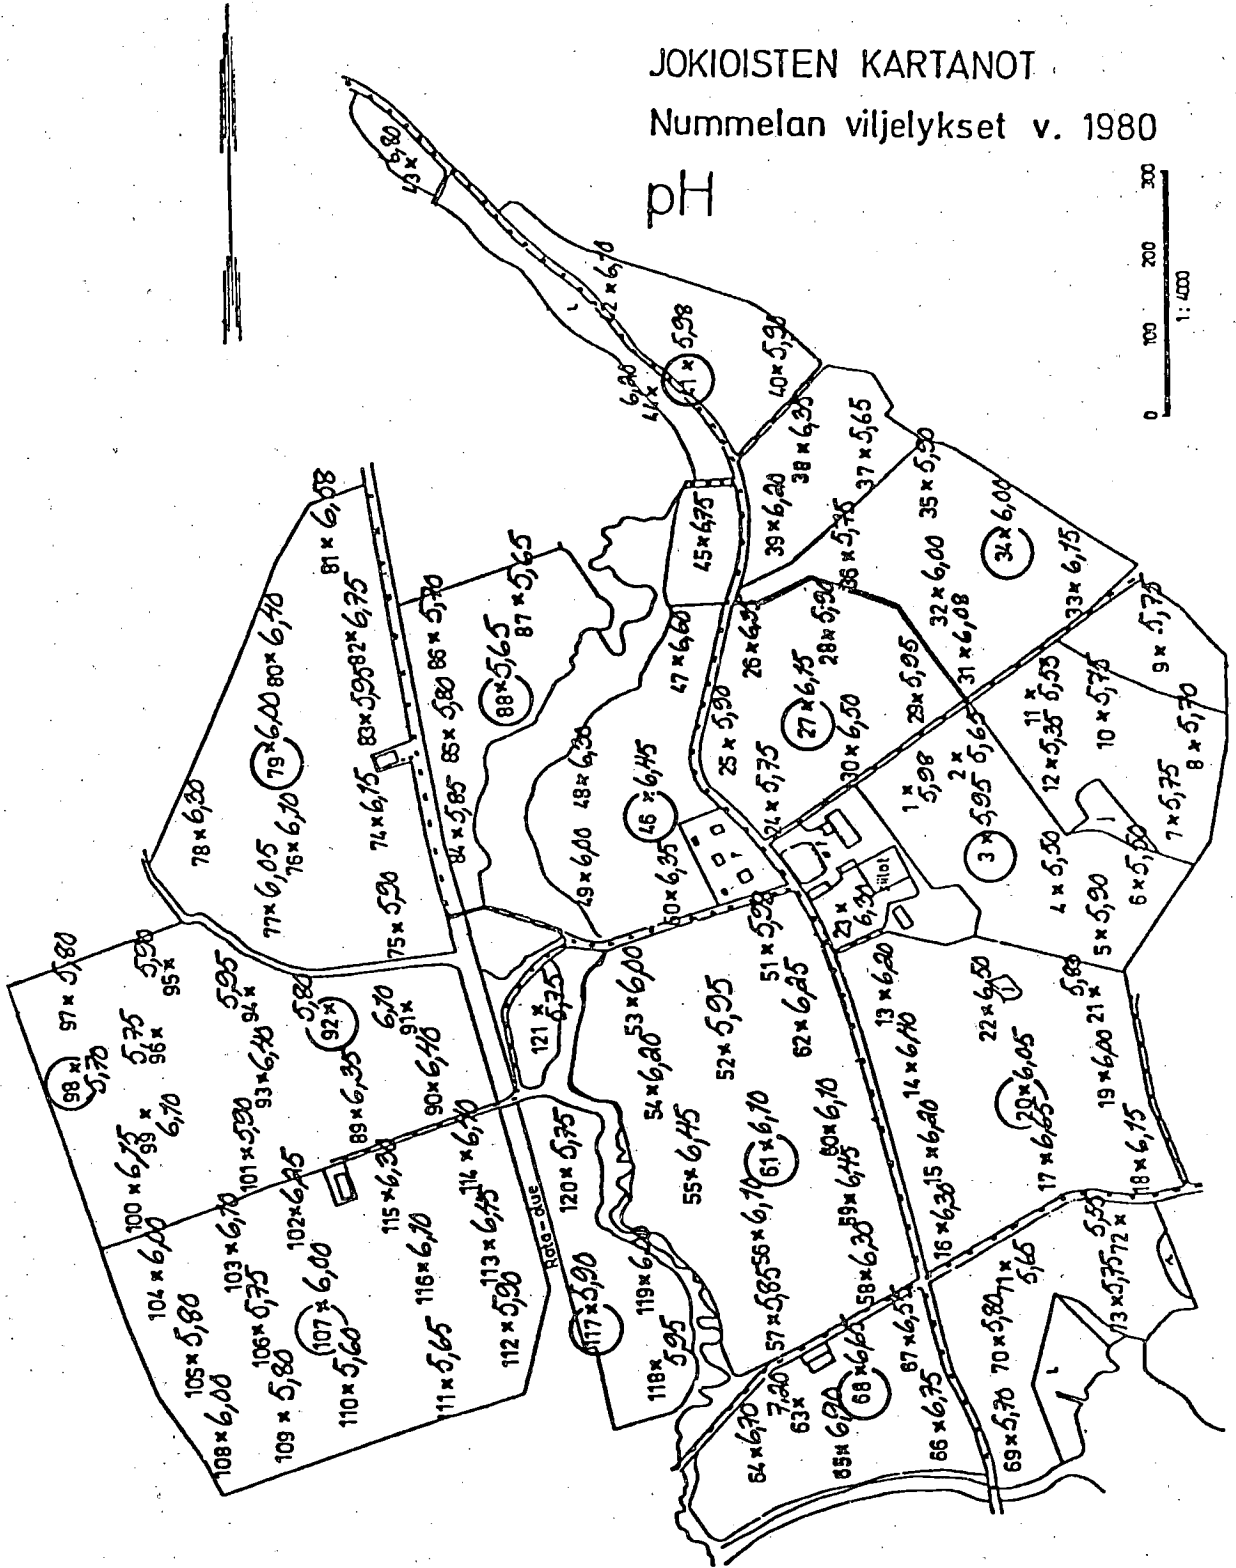 JOKIOISTEN KARTANOT
Nummelan viljelykset v. 1980
pH
0 100 200 300
1:4000
43 × 6,80
2 × 6,10
44 × 6,20
41 × 5,98
40 × 5,90
38 × 6,35
37 × 5,65
39 × 6,20
45 × 6,75
36 × 5,75
35 × 5,90
34 × 6,00
32 × 6,00
31 × 6,08
33 × 6,15
9 × 5,75
81 × 6,08
80 × 6,40
79 × 6,00
78 × 6,30
77 × 6,05
76 × 6,10
82 × 6,75
83 × 5,95
74 × 6,15
75 × 5,90
84 × 5,85
85 × 5,80
86 × 5,70
87 × 5,65
88 × 5,65
47 × 6,60
48 × 6,30
49 × 6,00
46 × 6,45
50 × 6,35
26 × 6,35
25 × 5,90
27 × 6,15
28 × 5,90
24 × 5,75
30 × 6,50
29 × 5,95
1 × 5,98
2 × 5,65
3 × 5,95
11 × 5,55
12 × 5,35
10 × 5,75
8 × 5,70
7 × 5,75
6 × 5,50
4 × 5,50
5 × 5,90
23 × 6,30
Siilot
13 × 6,20
22 × 6,50
21 × 5,85
14 × 6,40
20 × 6,05
19 × 6,00
17 × 6,65
18 × 6,15
15 × 6,20
16 × 6,30
97 × 5,80
95 × 5,90
98 × 5,70
96 × 5,75
94 × 5,95
99 × 6,10
93 × 6,40
92 × 5,80
91 × 6,10
90 × 6,40
89 × 6,35
100 × 6,15
101 × 5,90
102 × 6,25
103 × 6,10
104 × 6,00
105 × 5,80
106 × 5,75
107 × 6,00
108 × 6,00
109 × 5,80
110 × 5,60
111 × 5,65
112 × 5,90
113 × 6,45
114 × 6,70
115 × 6,30
116 × 6,10
Rata-alue
121 × 5,75
120 × 5,75
117 × 5,90
119 × 6,00
118 × 5,95
53 × 6,00
54 × 6,20
52 × 5,95
51 × 5,95
62 × 6,25
55 × 6,45
61 × 6,10
60 × 6,10
59 × 6,45
56 × 6,10
57 × 5,85
58 × 6,30
63 × 7,20
64 × 6,70
65 × 6,90
68 × 6,65
67 × 6,55
66 × 6,75
69 × 5,70
70 × 5,80
71 × 5,65
72 × 5,55
73 × 5,75